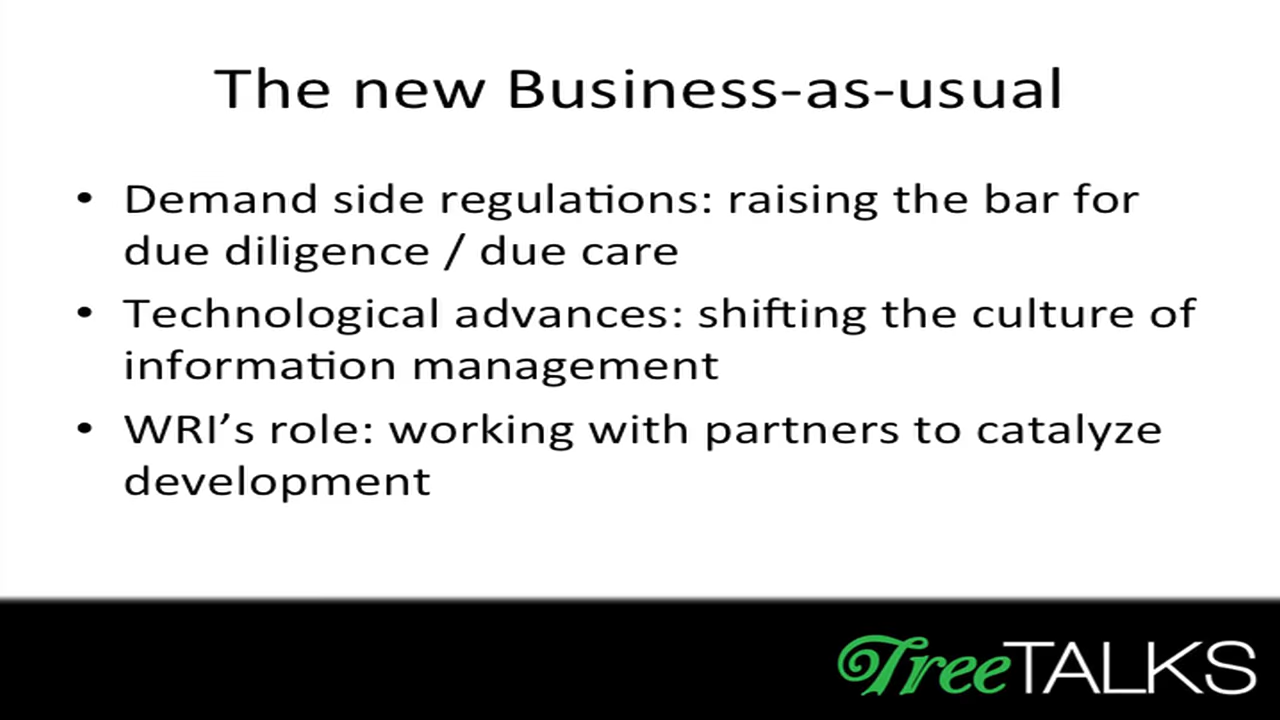 The new Business-as-usual
• Demand side regulations: raising the bar for
due diligence / due care
• Technological advances: shifting the culture of
information management
• WRI’s role: working with partners to catalyze
development
TreeTALKS